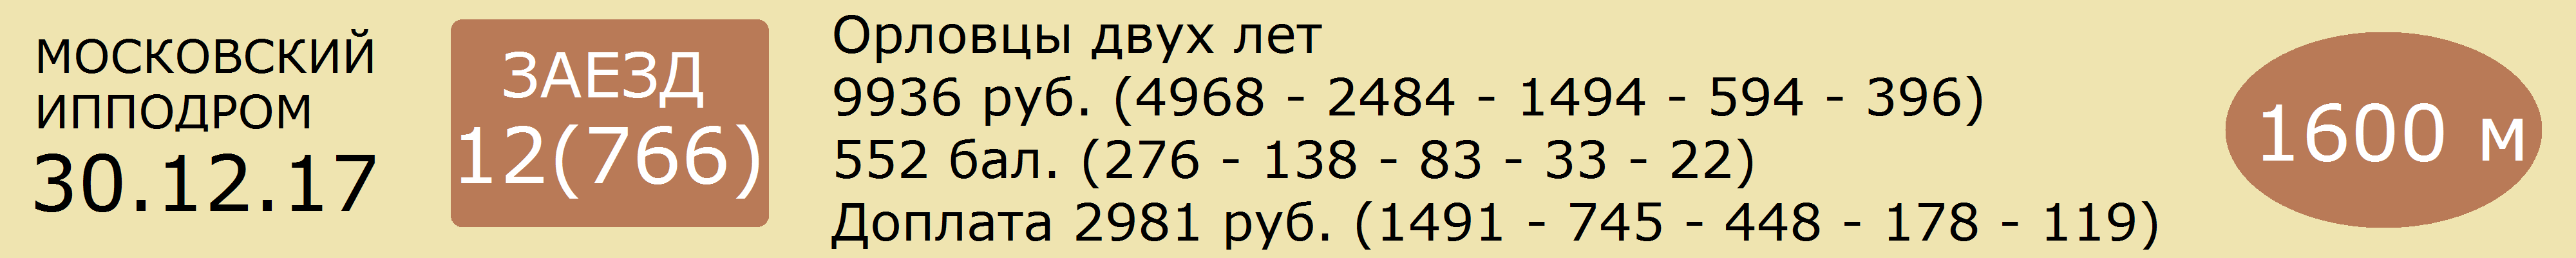 МОСКОВСКИЙ
ИППОДРОМ
30.12.17
ЗАЕЗД
12(766)
Орловцы двух лет
9936 руб. (4968 - 2484 - 1494 - 594 - 396)
552 бал. (276 - 138 - 83 - 33 - 22)
Доплата 2981 руб. (1491 - 745 - 448 - 178 - 119)
1600 м